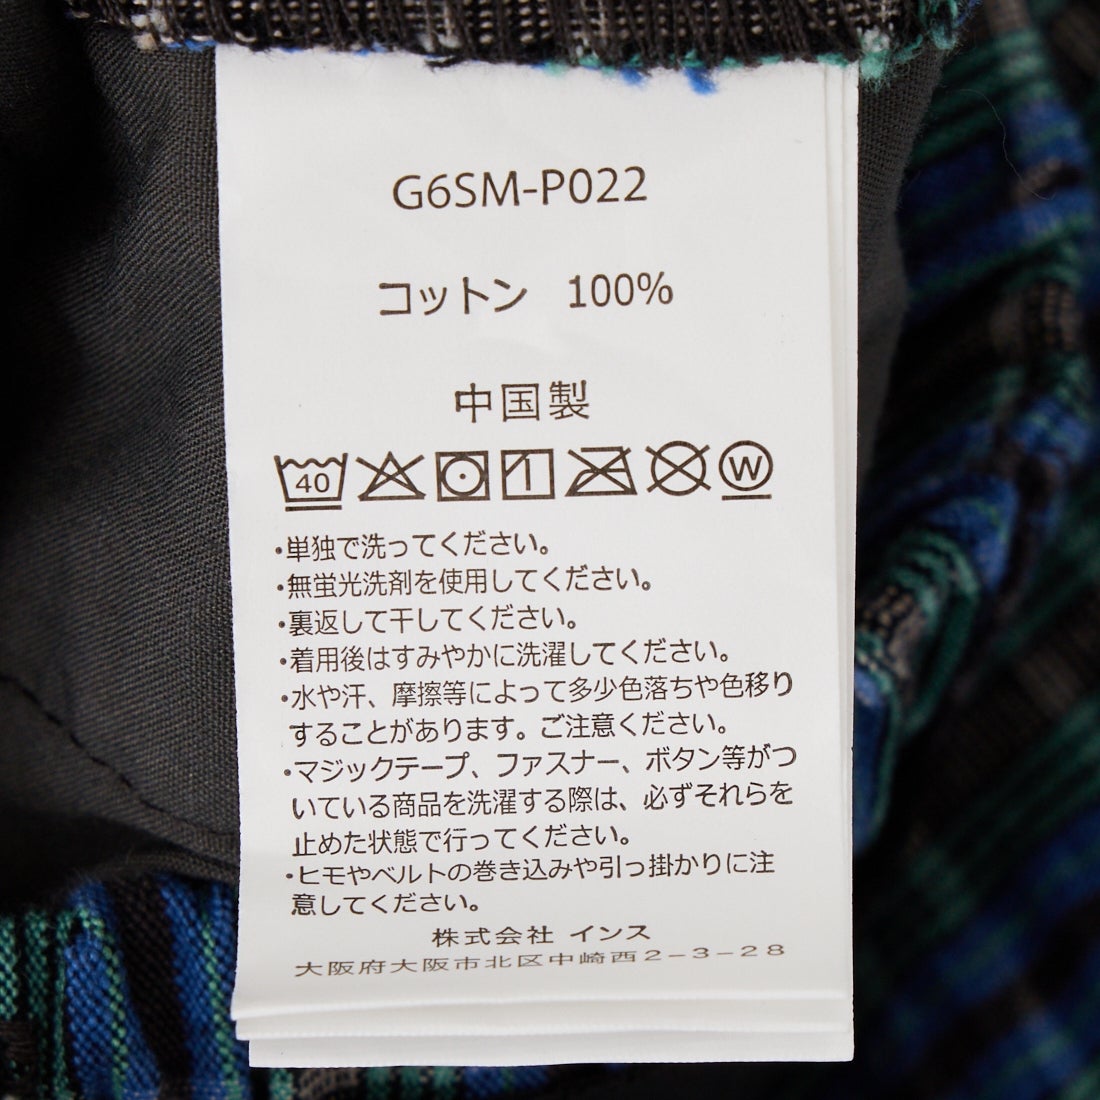 G6SM-P022
コットン 100%
中国製
40 W
・単独で洗ってください。
・無蛍光洗剤を使用してください。
・裏返して干してください。
・着用後はすみやかに洗濯してください。
・水や汗、摩擦等によって多少色落ちや色移り
することがあります。ご注意ください。
・マジックテープ、ファスナー、ボタン等がつ
いている商品を洗濯する際は、必ずそれらを
止めた状態で行ってください。
・ヒモやベルトの巻き込みや引っ掛かりに注
意してください。
株式会社 インス
大阪府大阪市北区中崎西2-3-28